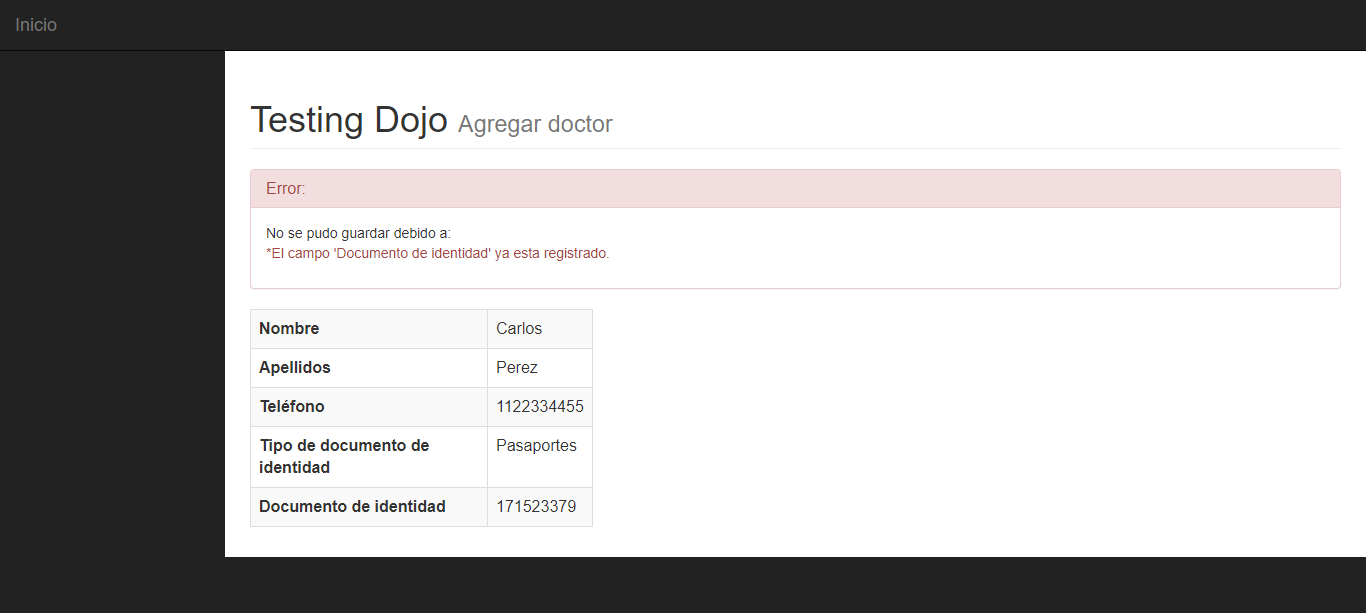 Inicio
Testing Dojo Agregar doctor
Error:
No se pudo guardar debido a:
*El campo 'Documento de identidad' ya esta registrado.
Nombre Carlos
Apellidos Perez
Teléfono 1122334455
Tipo de documento de Pasaportes
identidad
Documento de identidad 171523379